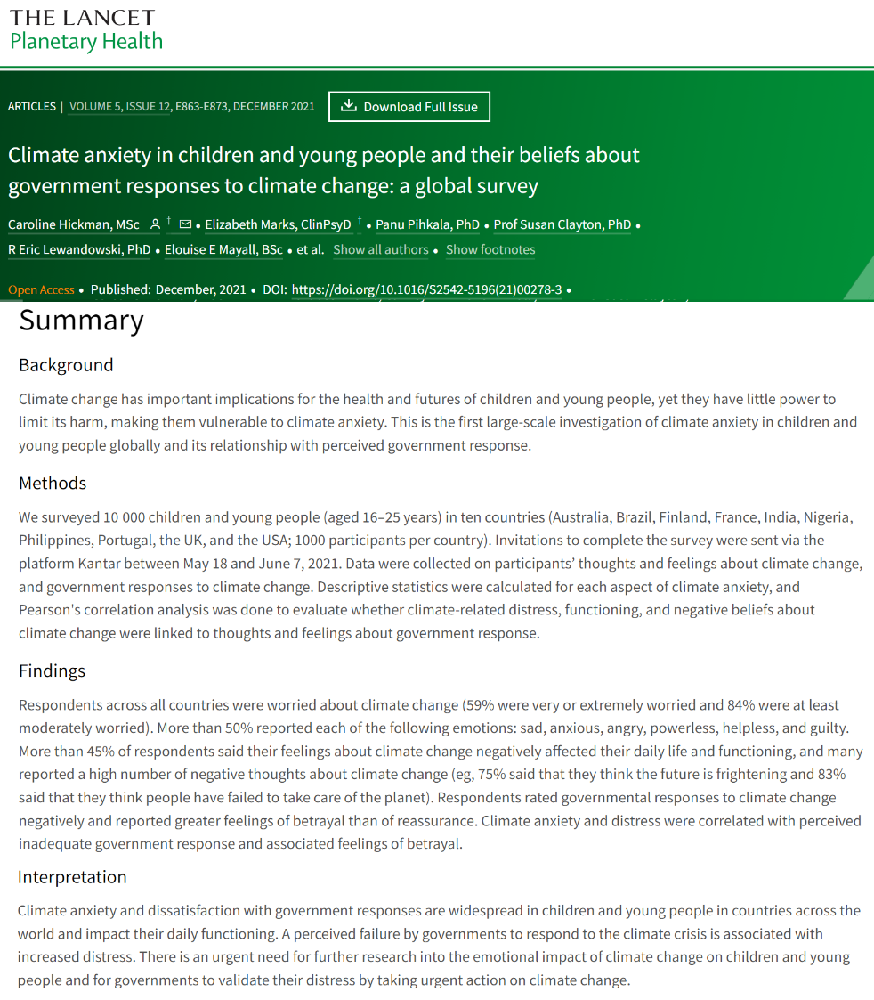 THE LANCET
Planetary Health
ARTICLES | VOLUME 5, ISSUE 12, E863-E873, DECEMBER 2021 Download Full Issue
Climate anxiety in children and young people and their beliefs about
government responses to climate change: a global survey
Caroline Hickman, MSc † • Elizabeth Marks, ClinPsyD † • Panu Pihkala, PhD • Prof Susan Clayton, PhD •
R Eric Lewandowski, PhD • Elouise E Mayall, BSc • et al. Show all authors • Show footnotes
Open Access • Published: December, 2021 • DOI: https://doi.org/10.1016/S2542-5196(21)00278-3 •
Summary
Background
Climate change has important implications for the health and futures of children and young people, yet they have little power to
limit its harm, making them vulnerable to climate anxiety. This is the first large-scale investigation of climate anxiety in children and
young people globally and its relationship with perceived government response.
Methods
We surveyed 10 000 children and young people (aged 16–25 years) in ten countries (Australia, Brazil, Finland, France, India, Nigeria,
Philippines, Portugal, the UK, and the USA; 1000 participants per country). Invitations to complete the survey were sent via the
platform Kantar between May 18 and June 7, 2021. Data were collected on participants’ thoughts and feelings about climate change,
and government responses to climate change. Descriptive statistics were calculated for each aspect of climate anxiety, and
Pearson's correlation analysis was done to evaluate whether climate-related distress, functioning, and negative beliefs about
climate change were linked to thoughts and feelings about government response.
Findings
Respondents across all countries were worried about climate change (59% were very or extremely worried and 84% were at least
moderately worried). More than 50% reported each of the following emotions: sad, anxious, angry, powerless, helpless, and guilty.
More than 45% of respondents said their feelings about climate change negatively affected their daily life and functioning, and many
reported a high number of negative thoughts about climate change (eg, 75% said that they think the future is frightening and 83%
said that they think people have failed to take care of the planet). Respondents rated governmental responses to climate change
negatively and reported greater feelings of betrayal than of reassurance. Climate anxiety and distress were correlated with perceived
inadequate government response and associated feelings of betrayal.
Interpretation
Climate anxiety and dissatisfaction with government responses are widespread in children and young people in countries across the
world and impact their daily functioning. A perceived failure by governments to respond to the climate crisis is associated with
increased distress. There is an urgent need for further research into the emotional impact of climate change on children and young
people and for governments to validate their distress by taking urgent action on climate change.